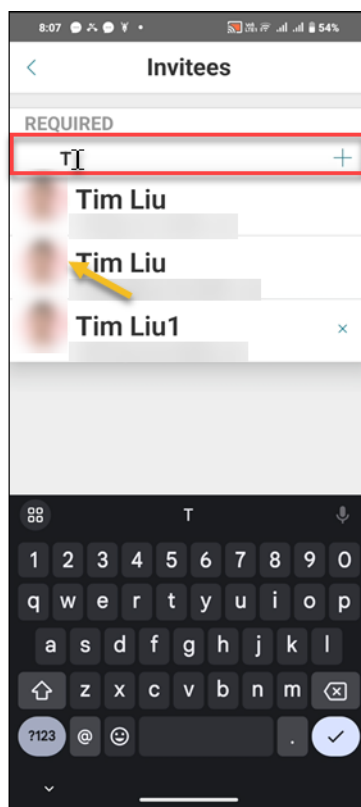 8:07 54%
Invitees
REQUIRED
T
Tim Liu
Tim Liu
Tim Liu1
T
1 2 3 4 5 6 7 8 9 0
q w e r t y u i o p
a s d f g h j k l
z x c v b n m
?123 @ .